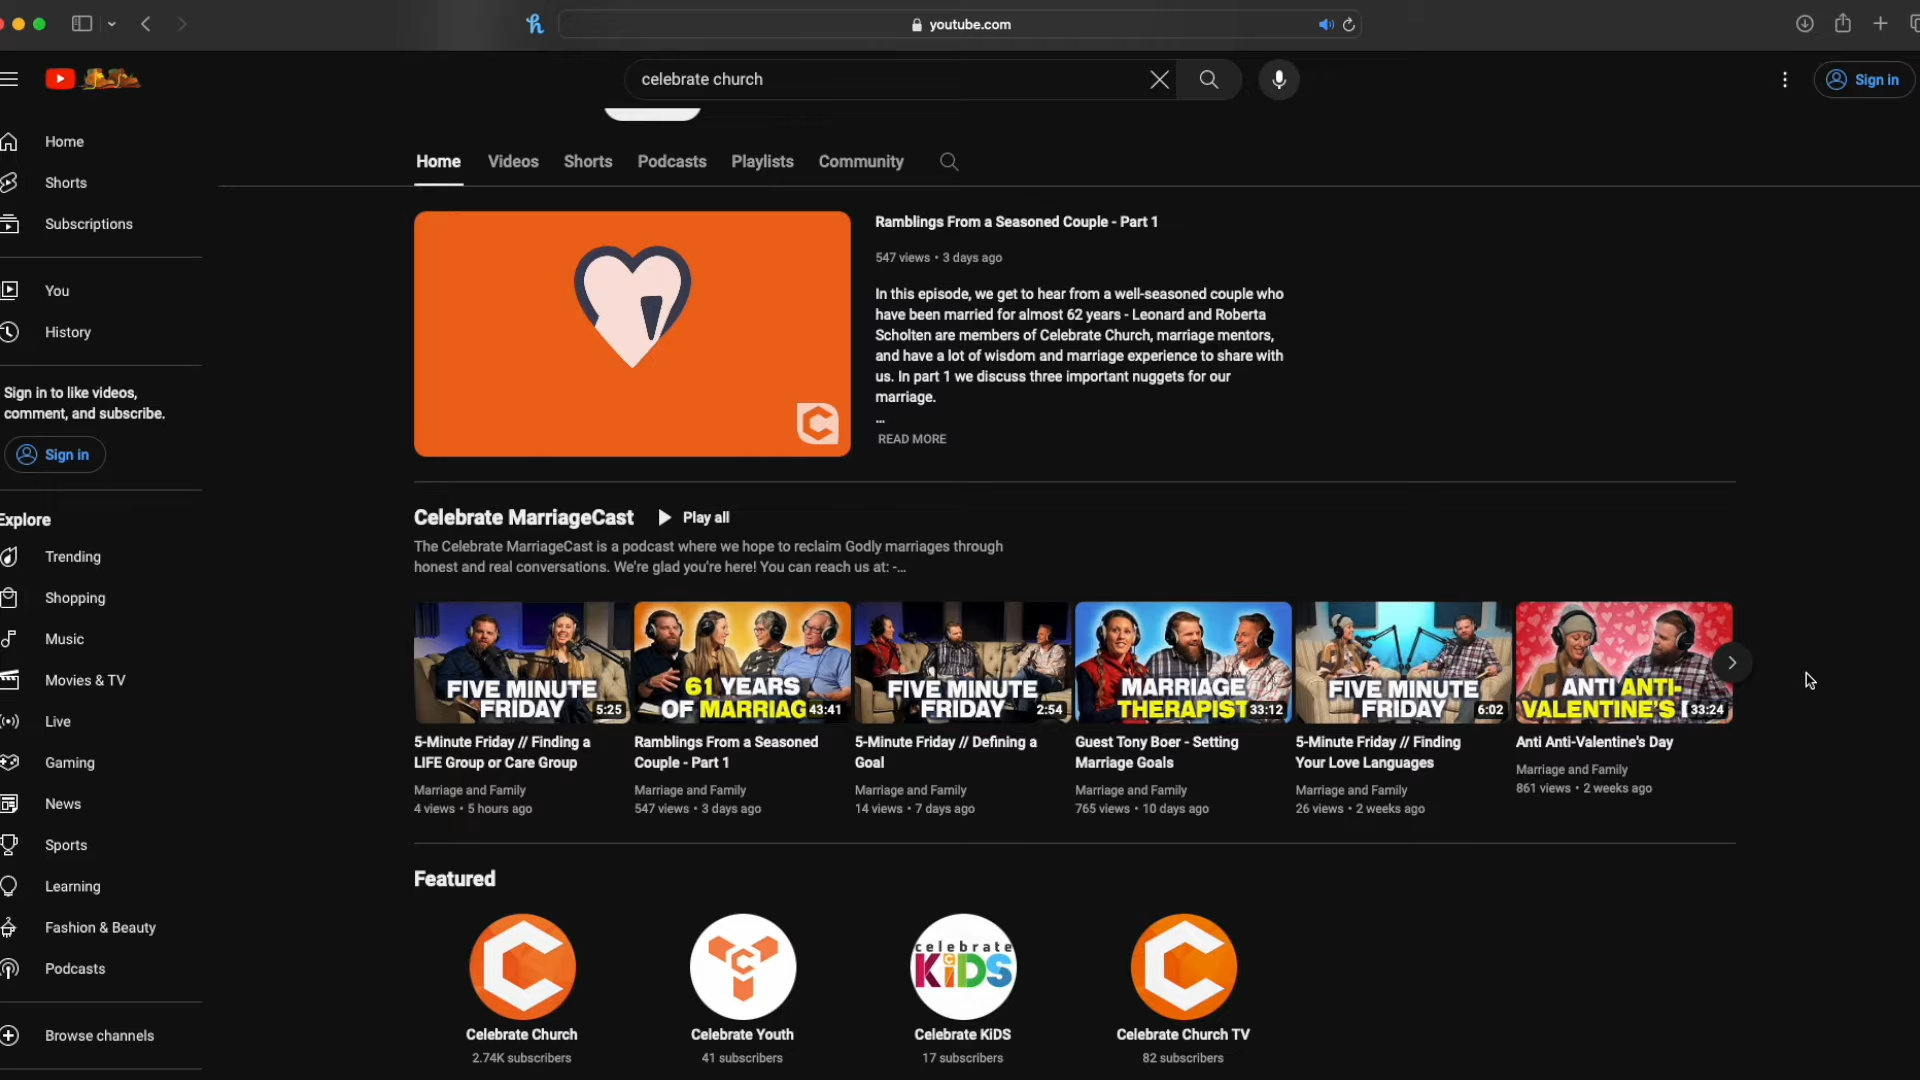 youtube.com
celebrate church
Sign in
Home
Shorts
Subscriptions
You
History
Sign in to like videos,
comment, and subscribe.
Sign in
Explore
Trending
Shopping
Music
Movies & TV
Live
Gaming
News
Sports
Learning
Fashion & Beauty
Podcasts
Browse channels
Home Videos Shorts Podcasts Playlists Community
Ramblings From a Seasoned Couple - Part 1
547 views • 3 days ago
In this episode, we get to hear from a well-seasoned couple who
have been married for almost 62 years - Leonard and Roberta
Scholten are members of Celebrate Church, marriage mentors,
and have a lot of wisdom and marriage experience to share with
us. In part 1 we discuss three important nuggets for our
marriage.
...
READ MORE
Celebrate MarriageCast Play all
The Celebrate MarriageCast is a podcast where we hope to reclaim Godly marriages through
honest and real conversations. We're glad you're here! You can reach us at: -...
FIVE MINUTE
FRIDAY 5:25
5-Minute Friday // Finding a
LIFE Group or Care Group
Marriage and Family
4 views • 5 hours ago
61 YEARS
OF MARRIAG 43:41
Ramblings From a Seasoned
Couple - Part 1
Marriage and Family
547 views • 3 days ago
FIVE MINUTE
FRIDAY 2:54
5-Minute Friday // Defining a
Goal
Marriage and Family
14 views • 7 days ago
MARRIAGE
THERAPIST 33:12
Guest Tony Boer - Setting
Marriage Goals
Marriage and Family
765 views • 10 days ago
FIVE MINUTE
FRIDAY 6:02
5-Minute Friday // Finding
Your Love Languages
Marriage and Family
26 views • 2 weeks ago
ANTI ANTI-
VALENTINE'S 33:24
Anti Anti-Valentine's Day
Marriage and Family
861 views • 2 weeks ago
Featured
Celebrate Church
2.74K subscribers
Celebrate Youth
41 subscribers
celebrate
KiDS
Celebrate KiDS
17 subscribers
Celebrate Church TV
82 subscribers